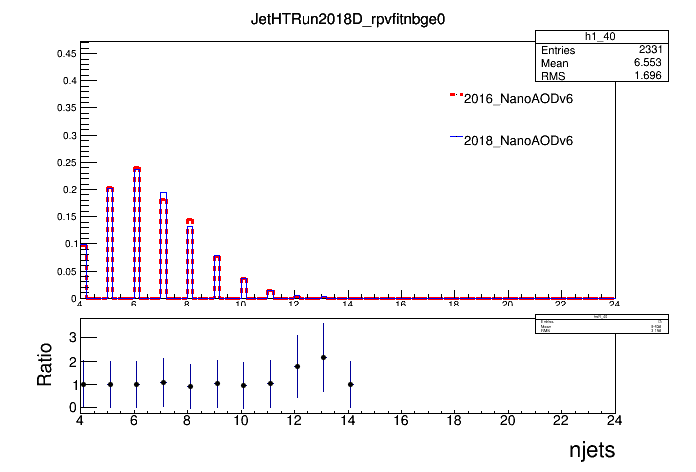 JetHTRun2018D_rpvfitnbge0
h1_40
Entries 2331
Mean 6.553
RMS 1.696
2016_NanoAODv6
2018_NanoAODv6
0.45
0.4
0.35
0.3
0.25
0.2
0.15
0.1
0.05
0
4 6 8 10 12 14 16 18 20 22 24
Entries
Mean
RMS
Ratio
3
2
1
0
4 6 8 10 12 14 16 18 20 22 24
njets